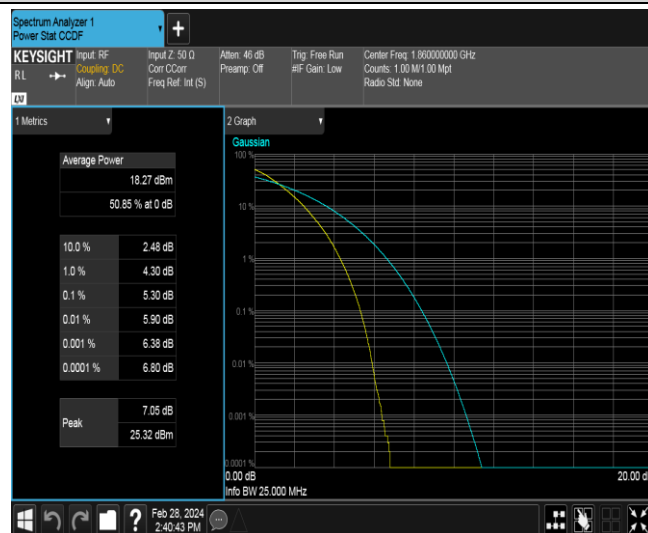 Spectrum Analyzer 1
Power Stat CCDF
+
KEYSIGHT
RL
LXI
Input: RF
Coupling: DC
Align: Auto
Input Z: 50 Ω
Corr CCorr
Freq Ref: Int (S)
Atten: 46 dB
Preamp: Off
Trig: Free Run
#IF Gain: Low
Center Freq: 1.860000000 GHz
Counts: 1.00 M/1.00 Mpt
Radio Std: None
1 Metrics
Average Power
18.27 dBm
50.85 % at 0 dB
10.0 % 2.48 dB
1.0 % 4.30 dB
0.1 % 5.30 dB
0.01 % 5.90 dB
0.001 % 6.38 dB
0.0001 % 6.80 dB
Peak
7.05 dB
25.32 dBm
2 Graph
Gaussian
100 %
10 %
1 %
0.1 %
0.01 %
0.001 %
0.0001 %
0.00 dB
20.00 d
Info BW 25.000 MHz
?
Feb 28, 2024
2:40:43 PM